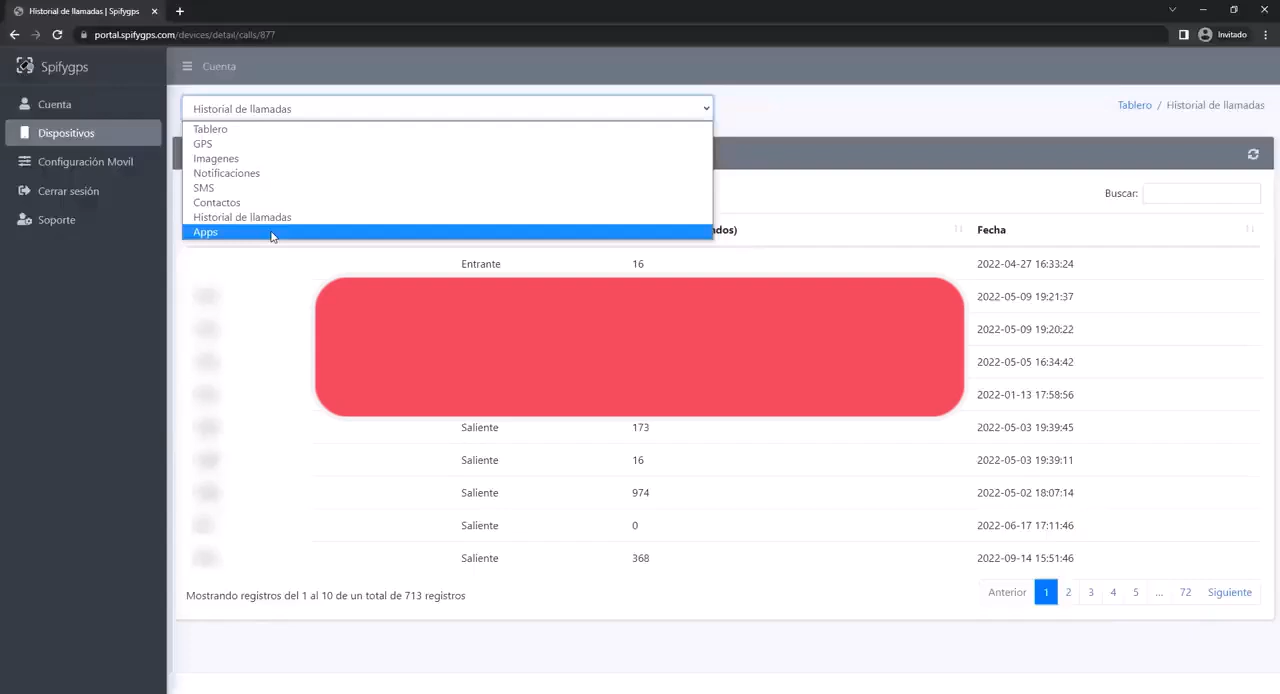 Historial de llamadas | Spifygps
portal.spifygps.com/devices/detail/calls/877
Invitado
Spifygps
Cuenta
Cuenta
Dispositivos
Configuración Movil
Cerrar sesión
Soporte
Historial de llamadas
Tablero / Historial de llamadas
Tablero
GPS
Imagenes
Notificaciones
SMS
Contactos
Historial de llamadas
Apps
Buscar:
ndos)
Fecha
Entrante 16 2022-04-27 16:33:24
2022-05-09 19:21:37
2022-05-09 19:20:22
2022-05-05 16:34:42
2022-01-13 17:58:56
Saliente 173 2022-05-03 19:39:45
Saliente 16 2022-05-03 19:39:11
Saliente 974 2022-05-02 18:07:14
Saliente 0 2022-06-17 17:11:46
Saliente 368 2022-09-14 15:51:46
Mostrando registros del 1 al 10 de un total de 713 registros
Anterior 1 2 3 4 5 ... 72 Siguiente